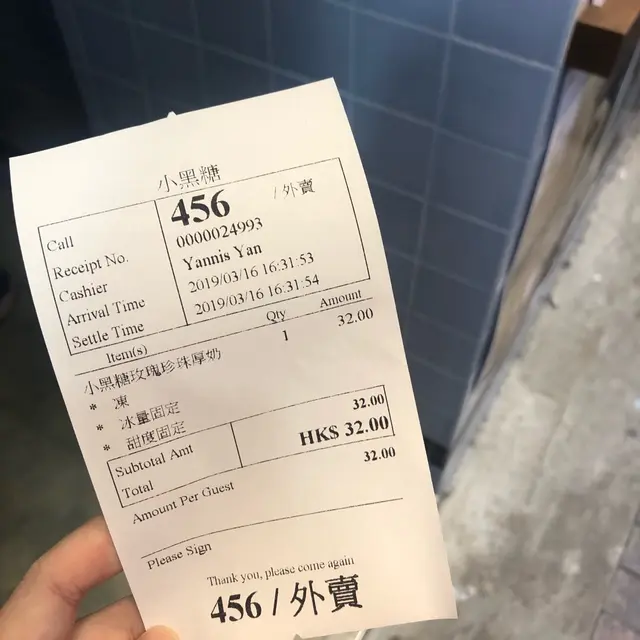 小黑糖
Call 456 /外賣
Receipt No. 0000024993
Cashier Yannis Yan
Arrival Time 2019/03/16 16:31:53
Settle Time 2019/03/16 16:31:54
Item(s) Qty Amount
小黑糖玫瑰珍珠厚奶 1 32.00
* 凍
* 冰量固定
* 甜度固定
Subtotal Amt 32.00
Total HK$ 32.00
Amount Per Guest 32.00
Please Sign
Thank you, please come again
456 / 外賣